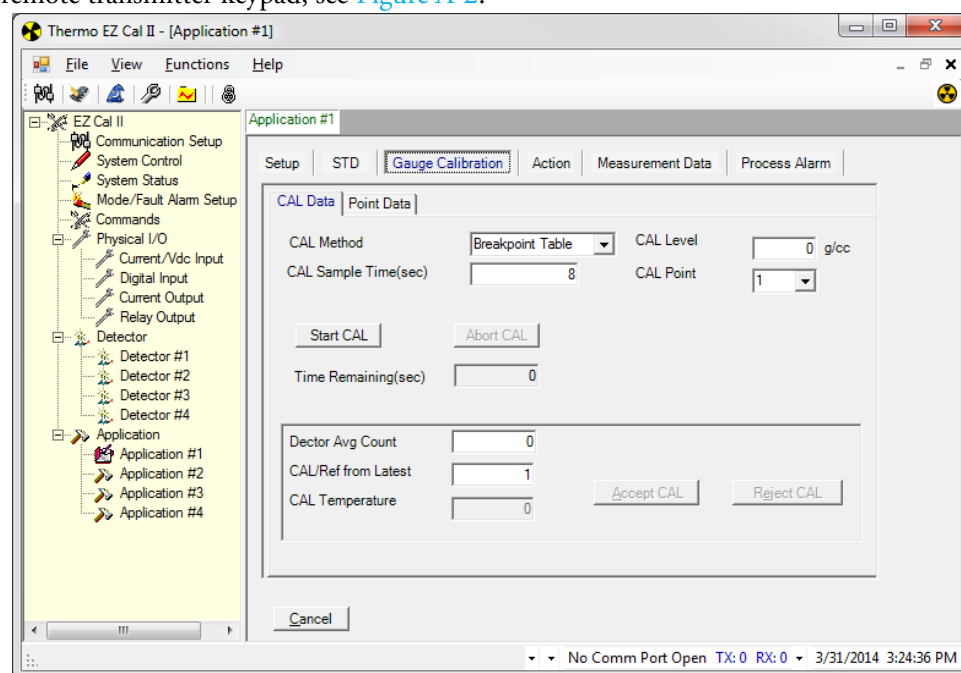 remote transmitter keypad, see Figure A-2.
Thermo EZ Cal II - [Application #1]
File View Functions Help
EZ Cal II
Communication Setup
System Control
System Status
Mode/Fault Alarm Setup
Commands
Physical I/O
Current/Vdc Input
Digital Input
Current Output
Relay Output
Detector
Detector #1
Detector #2
Detector #3
Detector #4
Application
Application #1
Application #2
Application #3
Application #4
Application #1
Setup STD Gauge Calibration Action Measurement Data Process Alarm
CAL Data Point Data
CAL Method Breakpoint Table CAL Level 0 g/cc
CAL Sample Time(sec) 8 CAL Point 1
Start CAL Abort CAL
Time Remaining(sec) 0
Dector Avg Count 0
CAL/Ref from Latest 1
CAL Temperature 0
Accept CAL Reject CAL
Cancel
No Comm Port Open TX: 0 RX: 0 3/31/2014 3:24:36 PM